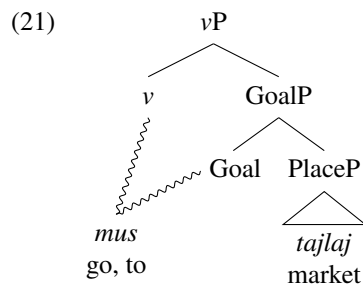 (21) vP
v GoalP
Goal PlaceP
mus tajlaj
go, to market